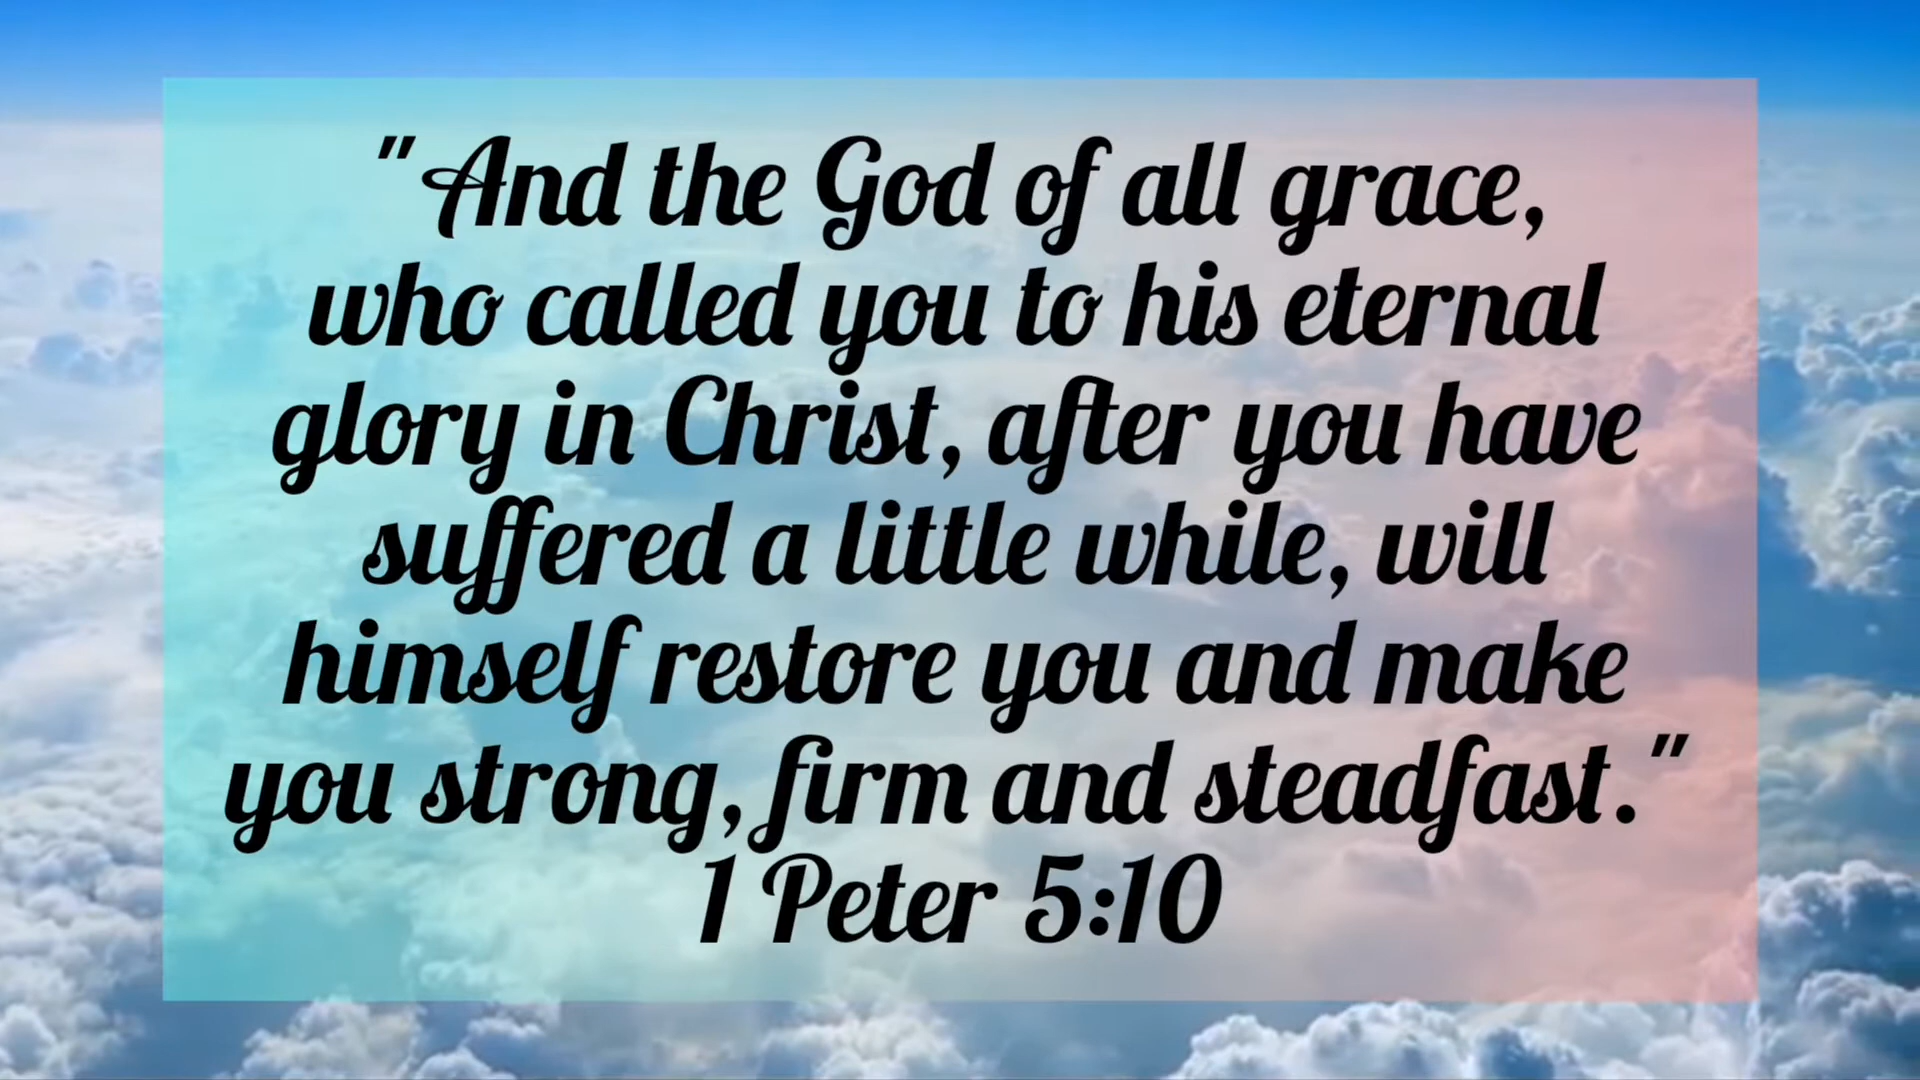 "And the God of all grace,
who called you to his eternal
glory in Christ, after you have
suffered a little while, will
himself restore you and make
you strong, firm and steadfast."
1 Peter 5:10